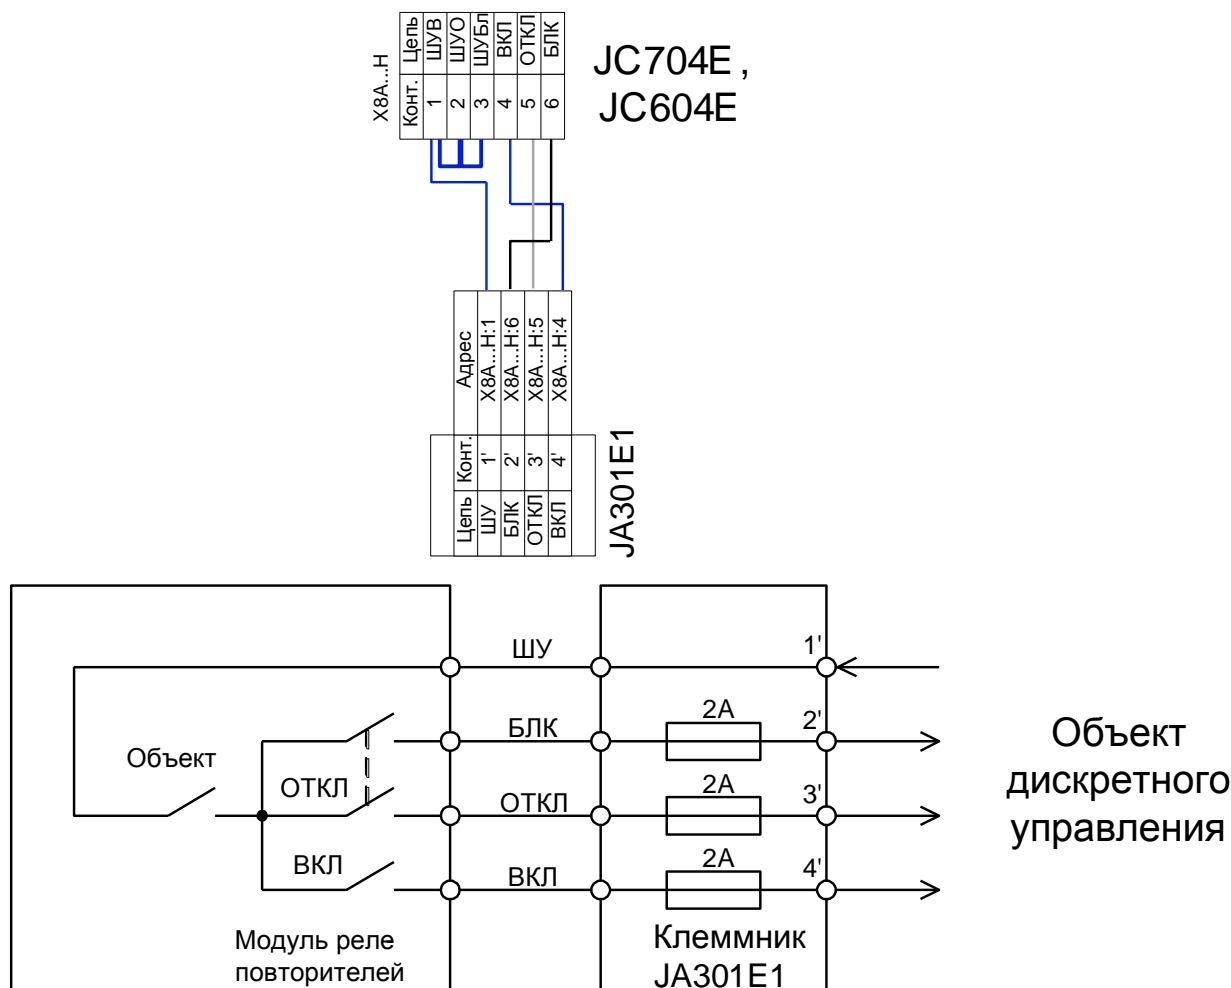 X8A...H
Цепь ШУВ ШУО ШУБл ВКЛ ОТКЛ БЛК
Конт. 1 2 3 4 5 6
JC704E ,
JC604E
Адрес X8A...H:1 X8A...H:6 X8A...H:5 X8A...H:4
Конт. 1' 2' 3' 4'
Цепь ШУ БЛК ОТКЛ ВКЛ
JA301E1
ШУ 1'
БЛК 2A 2'
Объект
ОТКЛ ОТКЛ 2A 3'
ВКЛ ВКЛ 2A 4'
Объект
дискретного
управления
Модуль реле
повторителей
Клеммник
JA301E1